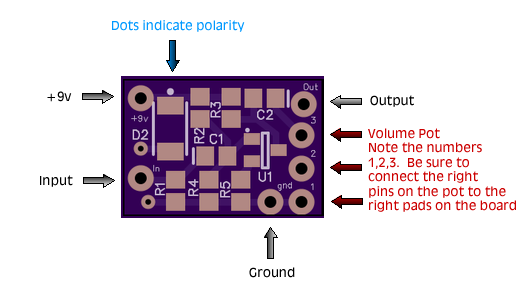 Dots indicate polarity
+9v
Output
Volume Pot
Note the numbers
1,2,3.  Be sure to
connect the right
pins on the pot to the
right pads on the board
Input
Ground
+9v
D2
In
R1
R2
R3
C1
R4
R5
C2
Out
3
2
U1
gnd
1